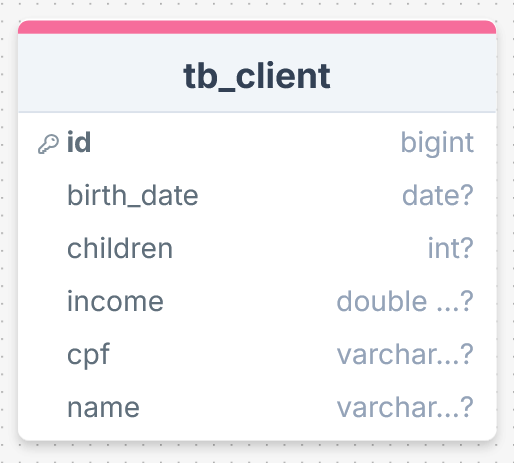 tb_client
id bigint
birth_date date?
children int?
income double ...?
cpf varchar...?
name varchar...?